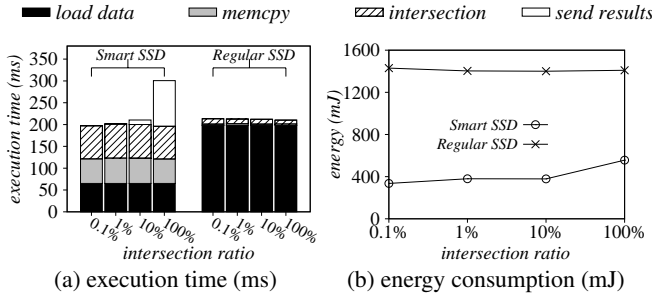 load data memcpy intersection send results
Smart SSD Regular SSD
execution time (ms)
350
300
250
200
150
100
50
0
0.1% 1% 10% 100% 0.1% 1% 10% 100%
intersection ratio
(a) execution time (ms)
energy (mJ)
1600
1200
800
400
0
Smart SSD
Regular SSD
0.1% 1% 10% 100%
intersection ratio
(b) energy consumption (mJ)